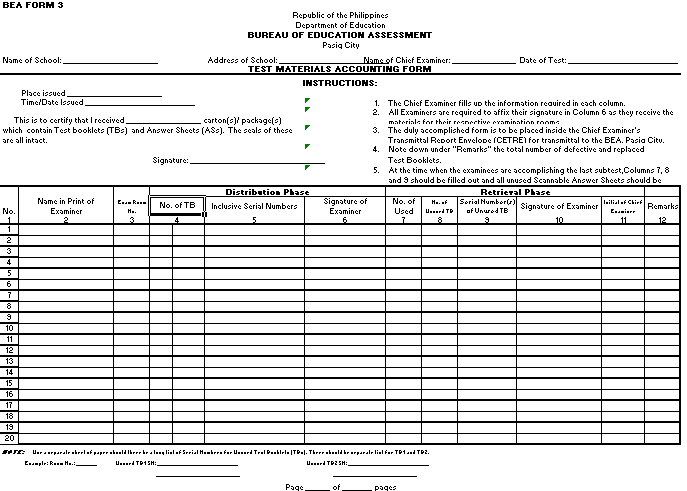 BEA FORM 3
Republic of the Philippines
Department of Education
BUREAU OF EDUCATION ASSESSMENT
Pasig City
Name of School: Address of School: Name of Chief Examiner: Date of Test:
TEST MATERIALS ACCOUNTING FORM
INSTRUCTIONS:
Place issued
Time/Date Issued
This is to certify that I received carton(s)/ package(s)
which contain Test booklets (TBs) and Answer Sheets (ASs). The seals of these
are all intact.
Signature:
1. The Chief Examiner fills up the information required in each column.
2. All Examiners are required to affix their signature in Column 6 as they receive the
materials for their respective examination rooms.
3. The duly accomplished form is to be placed inside the Chief Examiner's
Transmittal Report Envelope (CETRE) for transmittal to the BEA, Pasig City.
4. Note down under "Remarks" the total number of defective and replaced
Test Booklets.
5. At the time when the examinees are accomplishing the last subtest,Columns 7, 8
and 9 should be filled out and all unused Scannable Answer Sheets should be
Distribution Phase Retrieval Phase
No. Name in Print of Examiner Exam Room No. No. of TB Inclusive Serial Numbers Signature of Examiner No. of Used No. of Unused TB Serial Number(s) of Unused TB Signature of Examiner Initial of Chief Examiner Remarks
1 2 3 4 5 6 7 8 9 10 11 12
1
2
3
4
5
6
7
8
9
10
11
12
13
14
15
16
17
18
19
20
NOTE: Use a separate sheet of paper should there be a long list of Serial Numbers for Unused Test Booklets (TBs). There should be separate list for TB1 and TB2.
Example: Room No.: Unused TB1 SN: Unused TB2 SN:
Page of pages